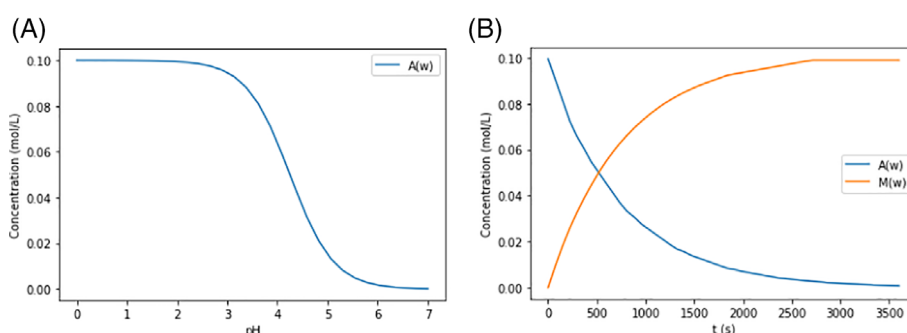 (A)
(B)
Concentration (mol/L)
0.10
0.08
0.06
0.04
0.02
0.00
A(w)
0 1 2 3 4 5 6 7
pH
Concentration (mol/L)
0.10
0.08
0.06
0.04
0.02
0.00
A(w)
M(w)
0 500 1000 1500 2000 2500 3000 3500
t (s)